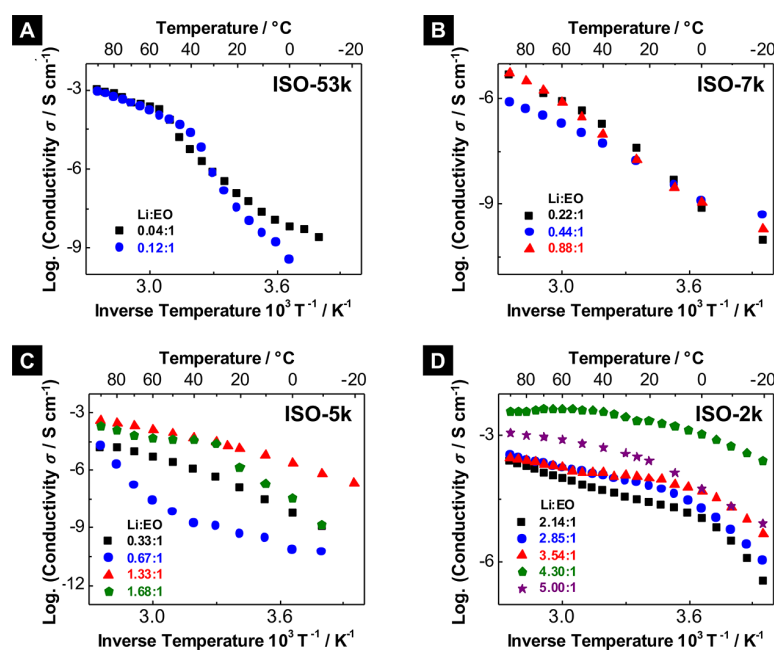 A
Temperature / °C
80 60 40 20 0 -20
ISO-53k
Log. (Conductivity σ / S cm⁻¹)
-3
-6
-9
Li:EO
0.04:1
0.12:1
3.0 3.6
Inverse Temperature 10³ T⁻¹ / K⁻¹
B
Temperature / °C
80 60 40 20 0 -20
ISO-7k
Log. (Conductivity σ / S cm⁻¹)
-6
-9
Li:EO
0.22:1
0.44:1
0.88:1
3.0 3.6
Inverse Temperature 10³ T⁻¹ / K⁻¹
C
Temperature / °C
80 60 40 20 0 -20
ISO-5k
Log. (Conductivity σ / S cm⁻¹)
-3
-6
-9
-12
Li:EO
0.33:1
0.67:1
1.33:1
1.68:1
3.0 3.6
Inverse Temperature 10³ T⁻¹ / K⁻¹
D
Temperature / °C
80 60 40 20 0 -20
ISO-2k
Log. (Conductivity σ / S cm⁻¹)
-3
-6
Li:EO
2.14:1
2.85:1
3.54:1
4.30:1
5.00:1
3.0 3.6
Inverse Temperature 10³ T⁻¹ / K⁻¹